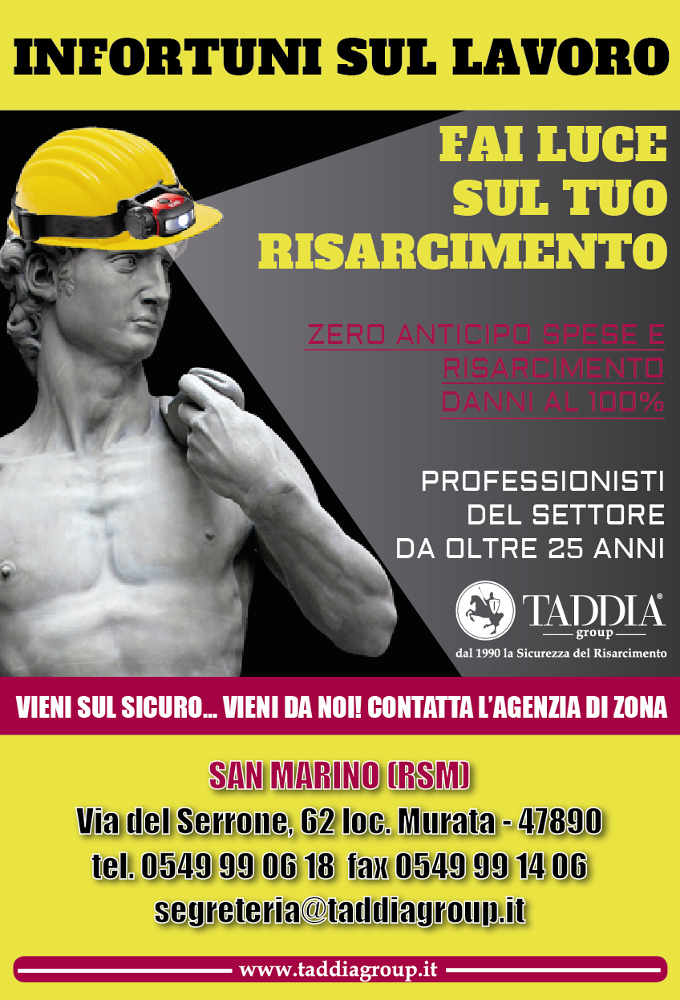 INFORTUNI SUL LAVORO
FAI LUCE
SUL TUO
RISARCIMENTO
ZERO ANTICIPO SPESE E
RISARCIMENTO
DANNI AL 100%
PROFESSIONISTI
DEL SETTORE
DA OLTRE 25 ANNI
TADDIA®
group
dal 1990 la Sicurezza del Risarcimento
VIENI SUL SICURO... VIENI DA NOI! CONTATTA L'AGENZIA DI ZONA
SAN MARINO (RSM)
Via del Serrone, 62 loc. Murata - 47890
tel. 0549 99 06 18 fax 0549 99 14 06
segreteria@taddiagroup.it
www.taddiagroup.it